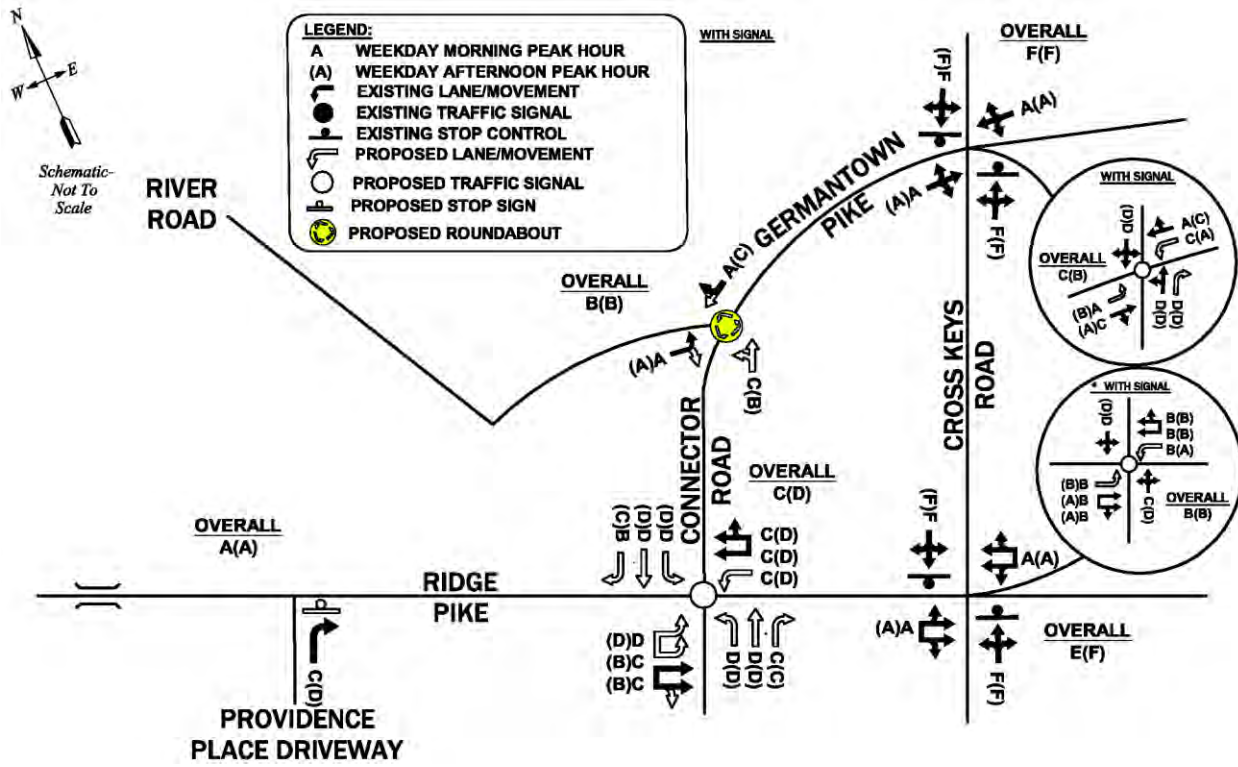 N
W
E
Schematic-
Not To
Scale
LEGEND:
A WEEKDAY MORNING PEAK HOUR
(A) WEEKDAY AFTERNOON PEAK HOUR
EXISTING LANE/MOVEMENT
EXISTING TRAFFIC SIGNAL
EXISTING STOP CONTROL
PROPOSED LANE/MOVEMENT
PROPOSED TRAFFIC SIGNAL
PROPOSED STOP SIGN
PROPOSED ROUNDABOUT
WITH SIGNAL
OVERALL
F(F)
(F)F
A(A)
(A)A
F(F)
RIVER
ROAD
GERMANTOWN
PIKE
A(C)
OVERALL
B(B)
(A)A
C(B)
CONNECTOR
ROAD
CROSS KEYS
ROAD
WITH SIGNAL
(D)D
A(C)
C(A)
OVERALL
C(B)
(B)A
(A)C
D(D)
D(D)
* WITH SIGNAL
(D)D
B(B)
B(B)
B(A)
(B)B
(A)B
(A)B
C(D)
OVERALL
B(B)
OVERALL
C(D)
(C)B
(D)D
(D)D
C(D)
C(D)
C(D)
(F)F
A(A)
OVERALL
A(A)
RIDGE
PIKE
(D)D
(B)C
(B)C
D(D)
D(D)
C(C)
(A)A
F(F)
OVERALL
E(F)
C(D)
PROVIDENCE
PLACE DRIVEWAY